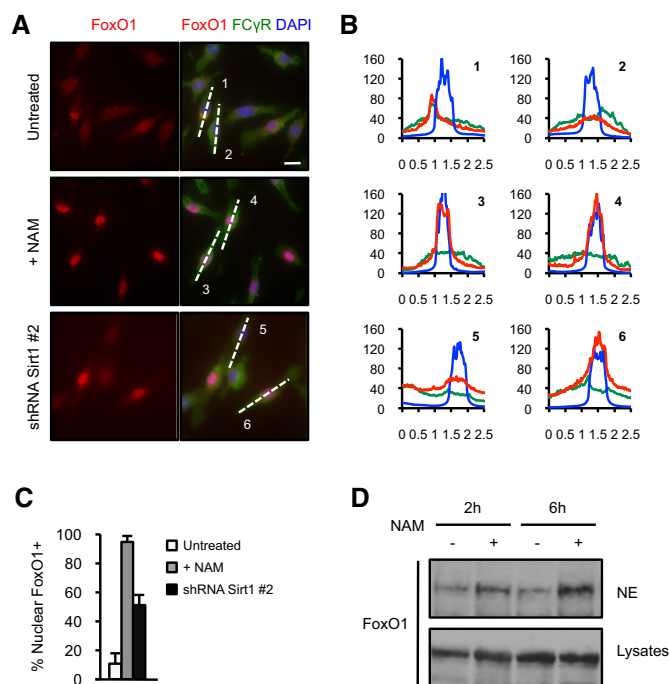 A
FoxO1
FoxO1 FCγR DAPI
Untreated
1
2
+ NAM
4
3
shRNA Sirt1 #2
5
6
B
160
120
80
40
0
1
0 0.5 1 1.5 2 2.5
160
120
80
40
0
2
0 0.5 1 1.5 2 2.5
160
120
80
40
0
3
0 0.5 1 1.5 2 2.5
160
120
80
40
0
4
0 0.5 1 1.5 2 2.5
160
120
80
40
0
5
0 0.5 1 1.5 2 2.5
160
120
80
40
0
6
0 0.5 1 1.5 2 2.5
C
% Nuclear FoxO1+
100
80
60
40
20
0
Untreated
+ NAM
shRNA Sirt1 #2
D
2h 6h
NAM
- + - +
FoxO1
NE
Lysates